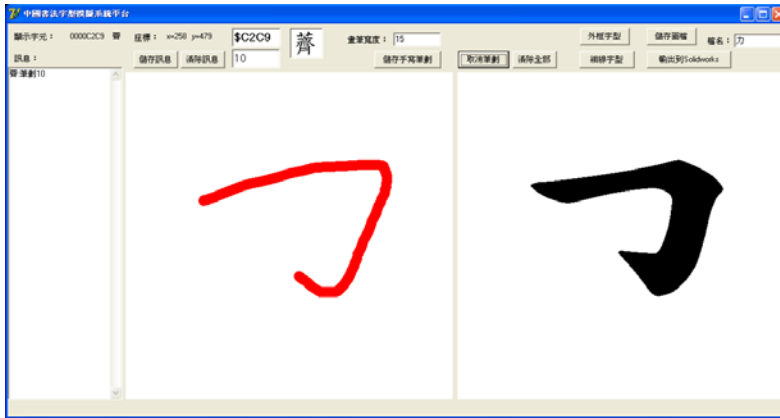 中國書法字型模擬系統平台
顯示字元： 0000C2C9 薺 座標： x=258 y=479 $C2C9 薺 畫筆寬度： 15 外框字型 儲存圖檔 檔名： 刀
訊息： 儲存訊息 清除訊息 10 儲存手寫筆劃 取消筆劃 清除全部 細線字型 輸出到Solidworks
薺 筆劃10